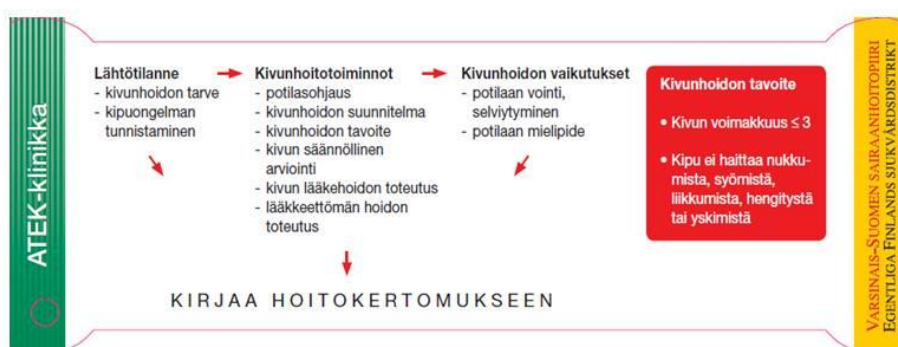 ATEK-klinikka
Lähtötilanne
- kivunhoidon tarve
- kipuongelman
tunnistaminen
Kivunhoitotoiminnot
- potilasohjaus
- kivunhoidon suunnitelma
- kivunhoidon tavoite
- kivun säännöllinen
arviointi
- kivun lääkehoidon toteutus
- lääkkeettömän hoidon
toteutus
Kivunhoidon vaikutukset
- potilaan vointi,
selviytyminen
- potilaan mielipide
Kivunhoidon tavoite
• Kivun voimakkuus ≤ 3
• Kipu ei haittaa nukku-
mista, syömistä,
liikkumista, hengitystä
tai yskimistä
KIRJAA HOITOKERTOMUKSEEN
VARSINAIS-SUOMEN SAIRAANHOITOPIIRI
EGENTLIGA FINLANDS SJUKVÅRDSDISTRIKT